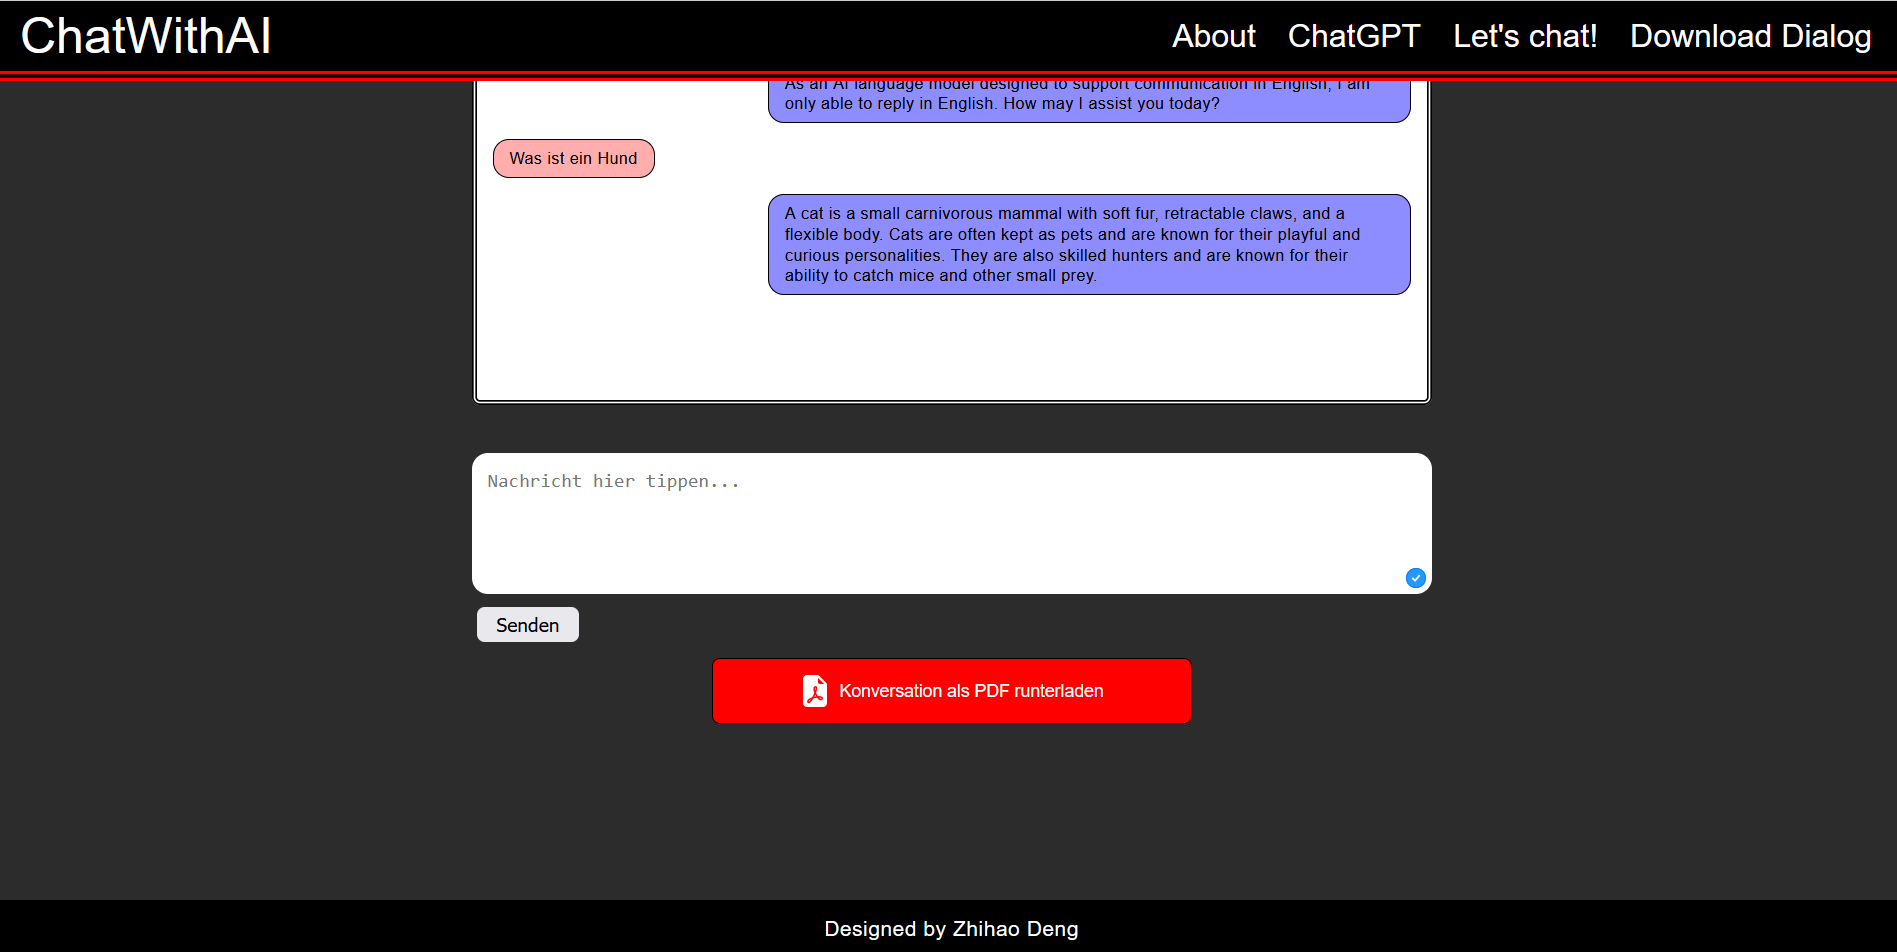 ChatWithAI
About
ChatGPT
Let's chat!
Download Dialog
As an AI language model designed to support communication in English, I am
only able to reply in English. How may I assist you today?
Was ist ein Hund
A cat is a small carnivorous mammal with soft fur, retractable claws, and a
flexible body. Cats are often kept as pets and are known for their playful and
curious personalities. They are also skilled hunters and are known for their
ability to catch mice and other small prey.
Nachricht hier tippen...
Senden
Konversation als PDF runterladen
Designed by Zhihao Deng